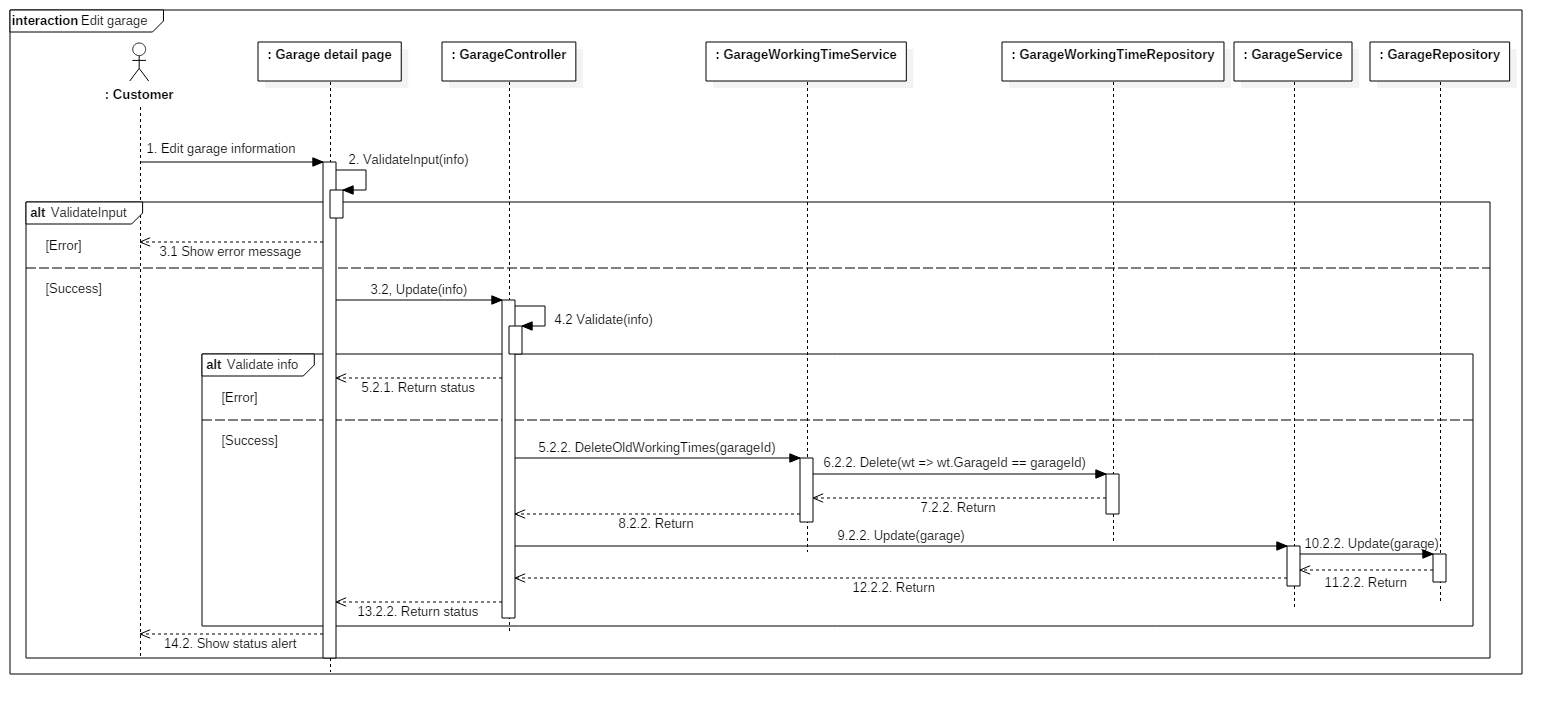 interaction Edit garage
: Customer
: Garage detail page
: GarageController
: GarageWorkingTimeService
: GarageWorkingTimeRepository
: GarageService
: GarageRepository
1. Edit garage information
2. ValidateInput(info)
alt ValidateInput
[Error]
3.1 Show error message
[Success]
3.2, Update(info)
4.2 Validate(info)
alt Validate info
5.2.1. Return status
[Error]
[Success]
5.2.2. DeleteOldWorkingTimes(garageId)
6.2.2. Delete(wt => wt.GarageId == garageId)
7.2.2. Return
8.2.2. Return
9.2.2. Update(garage)
10.2.2. Update(garage)
11.2.2. Return
12.2.2. Return
13.2.2. Return status
14.2. Show status alert